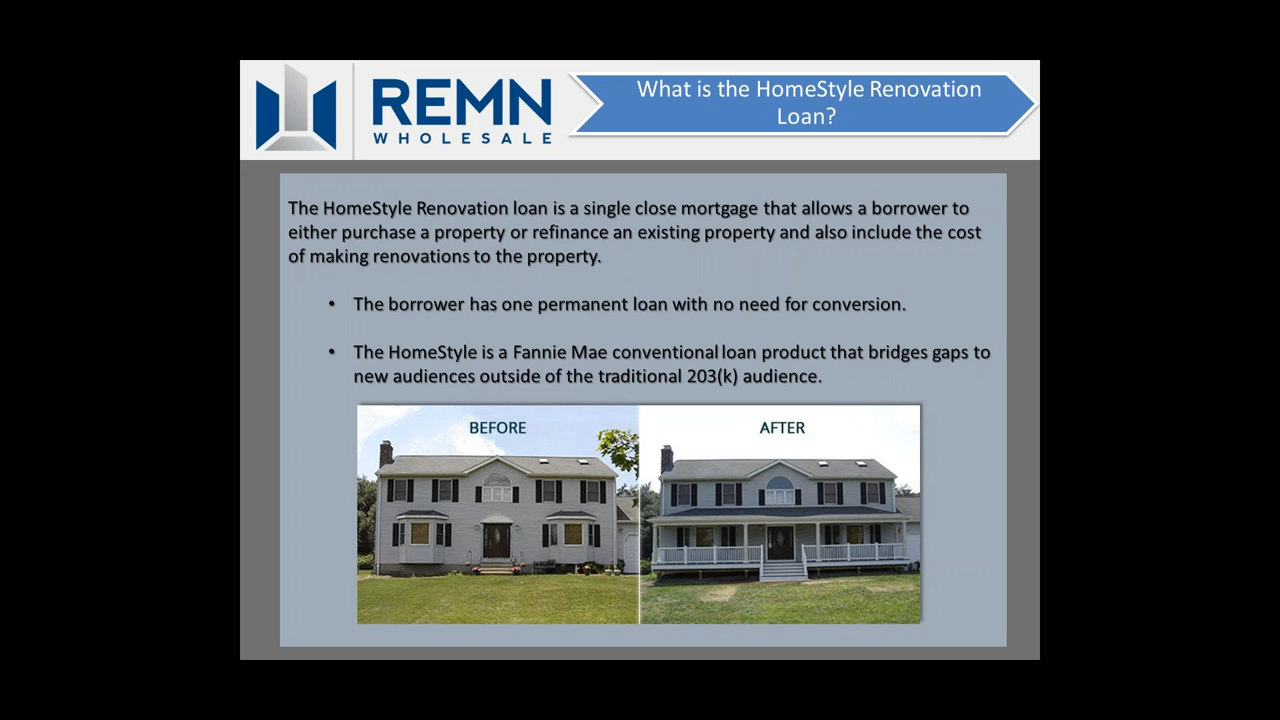 REMN
WHOLESALE
What is the HomeStyle Renovation
Loan?
The HomeStyle Renovation loan is a single close mortgage that allows a borrower to
either purchase a property or refinance an existing property and also include the cost
of making renovations to the property.
• The borrower has one permanent loan with no need for conversion.
• The HomeStyle is a Fannie Mae conventional loan product that bridges gaps to
new audiences outside of the traditional 203(k) audience.
BEFORE
AFTER